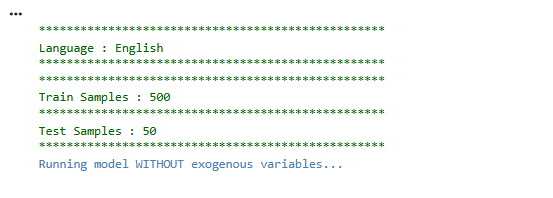 ...
**************************************************
Language : English
**************************************************
**************************************************
Train Samples : 500
**************************************************
Test Samples : 50
**************************************************
Running model WITHOUT exogenous variables...